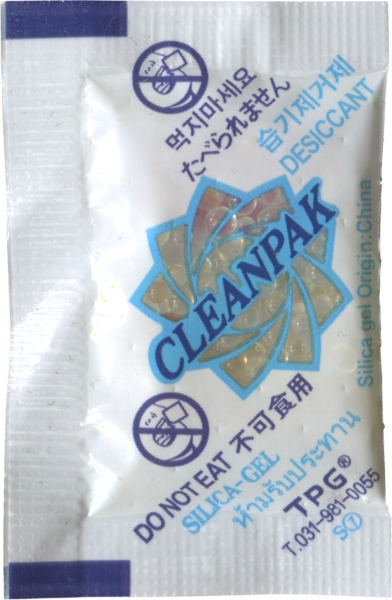 먹지마세요
たべられません
습기제거제
DESICCANT
CLEANPAK
Silica gel Origin:China
DO NOT EAT 不可食用
SILICA-GEL
ห้ามรับประทาน
TPG®
T.031-981-0055
S⑦